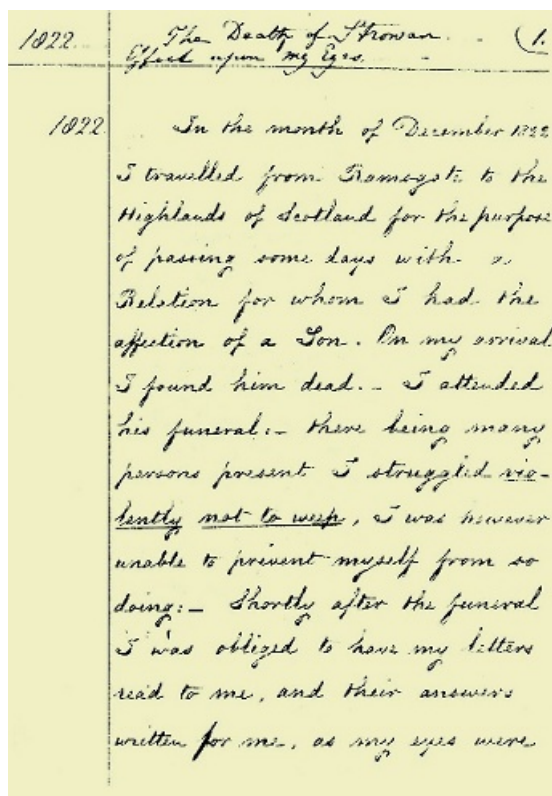 1822. The Death of Strowan. - (1.
Effect upon my Eyes. -
1822. In the month of December 1822
I travelled from Ramsgate to the
Highlands of Scotland for the purpose
of passing some days with a
Relation for whom I had the
affection of a Son. On my arrival
I found him dead. - I attended
his funeral: - there being many
persons present I struggled vio-
lently not to weep, I was however
unable to prevent myself from so
doing: - Shortly after the funeral
I was obliged to have my letters
read to me, and their answers
written for me, as my eyes were